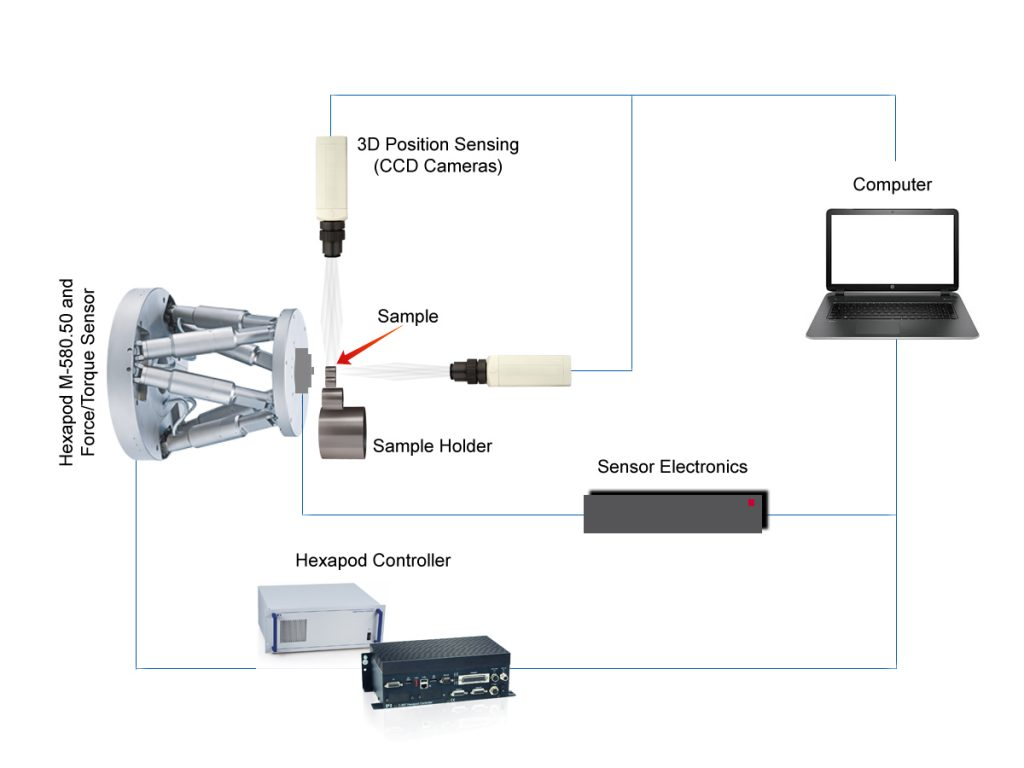 3D Position Sensing
(CCD Cameras)
Computer
Hexapod M-580.50 and
Force/Torque Sensor
Sample
Sample Holder
Sensor Electronics
Hexapod Controller